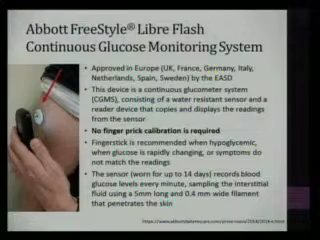 Abbott FreeStyle® Libre Flash
Continuous Glucose Monitoring System
• Approved in Europe (UK, France, Germany, Italy,
Netherlands, Spain, Sweden) by the EASD
• This device is a continuous glucometer system
(CGMS), consisting of a water resistant sensor and a
reader device that copies and displays the readings
from the sensor
• No finger prick calibration is required
• Fingerstick is recommended when hypoglycemic,
when glucose is rapidly changing, or symptoms do
not match the readings
• The sensor (worn for up to 14 days) records blood
glucose levels every minute, sampling the interstitial
fluid using a 5mm long and 0.4 mm wide filament
that penetrates the skin